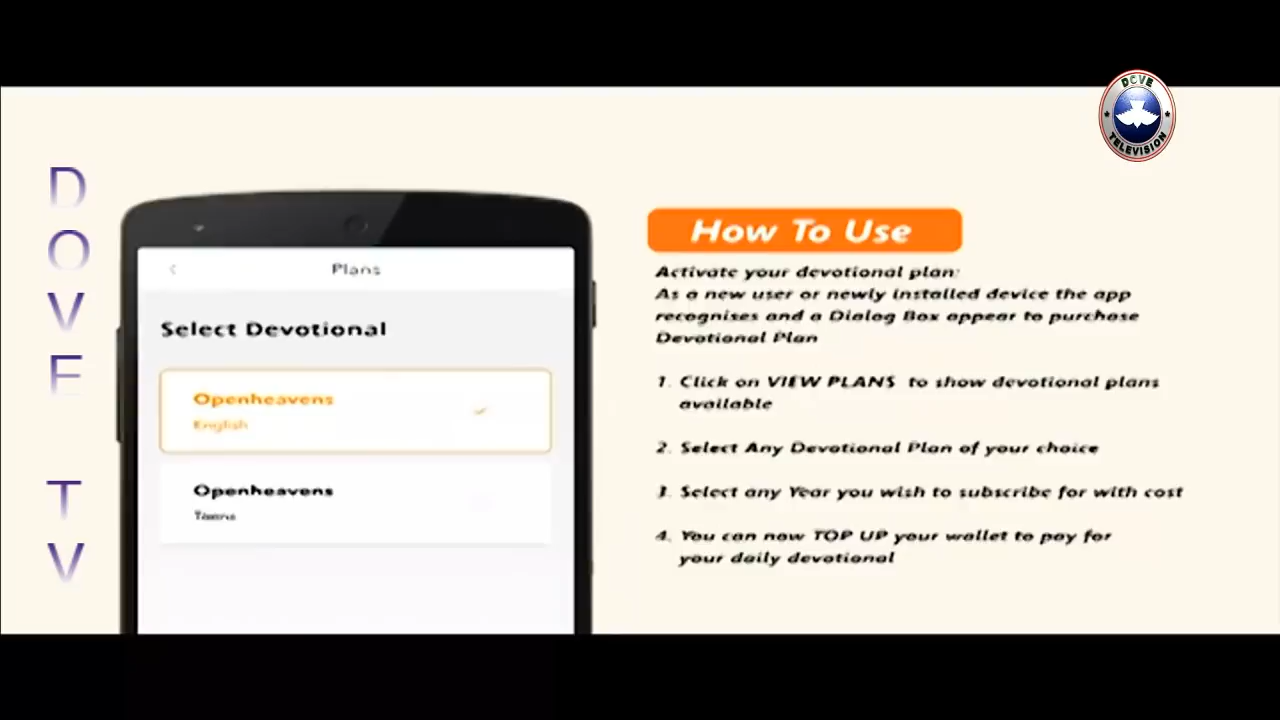 DOVE
TELEVISION
DOVE TV
How To Use
Activate your devotional plan:
As a new user or newly installed device the app
recognises and a Dialog Box appear to purchase
Devotional Plan
1. Click on VIEW PLANS to show devotional plans
available
2. Select Any Devotional Plan of your choice
3. Select any Year you wish to subscribe for with cost
4. You can now TOP UP your wallet to pay for
your daily devotional
Plans
Select Devotional
Openheavens
English
Openheavens
Teens